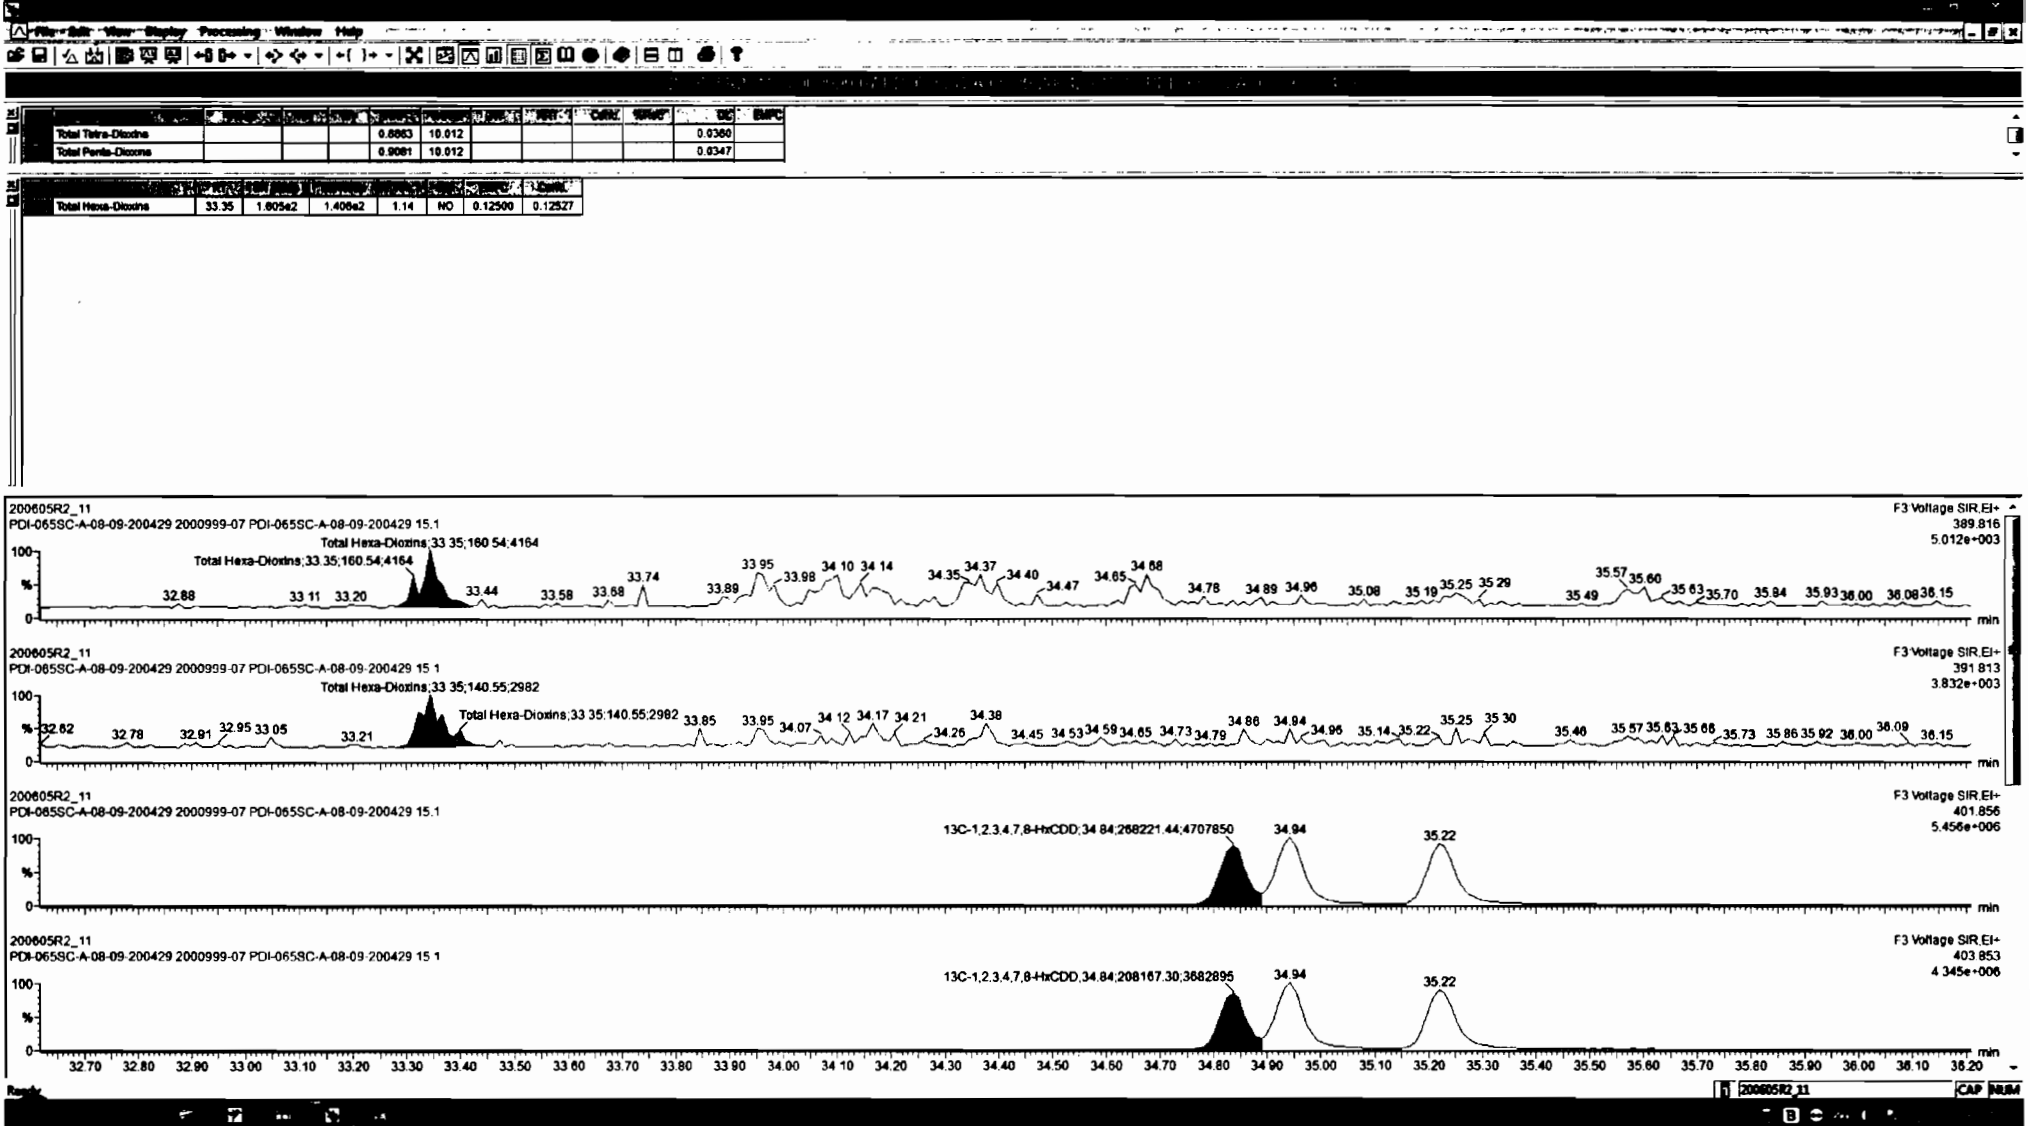 File Edit View Display Processing Window Help
DL EMPC
Total Tetra-Dioxins 0.8863 10.012 0.0360
Total Penta-Dioxins 0.9081 10.012 0.0347
Total Hexa-Dioxins 33.35 1.605e2 1.406e2 1.14 NO 0.12500 0.12527
200605R2_11 F3 Voltage SIR,EI+
PDI-065SC-A-08-09-200429 2000999-07 PDI-065SC-A-08-09-200429 15.1 389.816
5.012e+003
Total Hexa-Dioxins;33.35;160.54;4164
Total Hexa-Dioxins;33.35;160.54;4164
100
%
0
32.88 33.11 33.20 33.44 33.58 33.68 33.74 33.89 33.95 33.98 34.10 34.14 34.35 34.37 34.40 34.47 34.65 34.68 34.78 34.89 34.96 35.08 35.19 35.25 35.29 35.49 35.57 35.60 35.63 35.70 35.84 35.93 36.00 36.08 36.15
min
200605R2_11 F3 Voltage SIR,EI+
PDI-065SC-A-08-09-200429 2000999-07 PDI-065SC-A-08-09-200429 15.1 391.813
3.832e+003
Total Hexa-Dioxins;33.35;140.55;2982
Total Hexa-Dioxins;33.35;140.55;2982
100
%
0
32.62 32.78 32.91 32.95 33.05 33.21 33.85 33.95 34.07 34.12 34.17 34.21 34.26 34.38 34.45 34.53 34.59 34.65 34.73 34.79 34.86 34.94 34.96 35.14 35.22 35.25 35.30 35.46 35.57 35.63 35.66 35.73 35.86 35.92 36.00 36.09 36.15
min
200605R2_11 F3 Voltage SIR,EI+
PDI-065SC-A-08-09-200429 2000999-07 PDI-065SC-A-08-09-200429 15.1 401.856
5.456e+006
13C-1,2,3,4,7,8-HxCDD;34.84;268221.44;4707850 34.94 35.22
100
%
0
min
200605R2_11 F3 Voltage SIR,EI+
PDI-065SC-A-08-09-200429 2000999-07 PDI-065SC-A-08-09-200429 15.1 403.853
4.345e+006
13C-1,2,3,4,7,8-HxCDD;34.84;208167.30;3682895 34.94 35.22
100
%
0
min
32.70 32.80 32.90 33.00 33.10 33.20 33.30 33.40 33.50 33.60 33.70 33.80 33.90 34.00 34.10 34.20 34.30 34.40 34.50 34.60 34.70 34.80 34.90 35.00 35.10 35.20 35.30 35.40 35.50 35.60 35.70 35.80 35.90 36.00 36.10 36.20
Ready 200605R2_11 CAP NUM